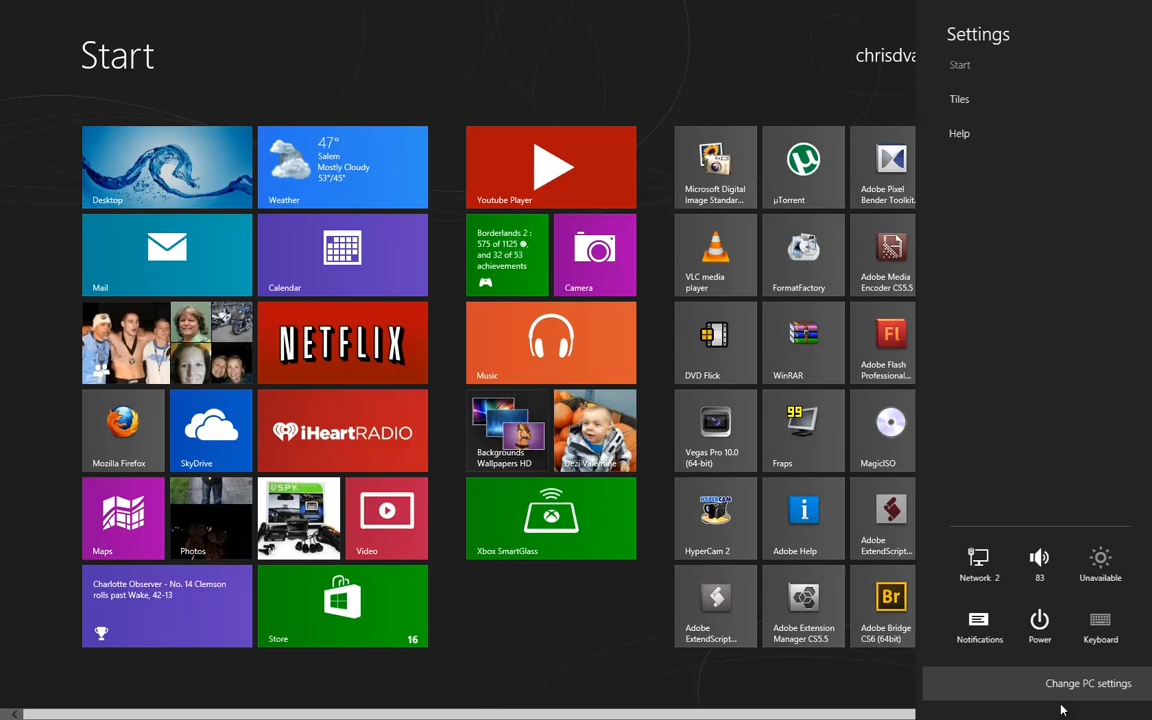 Start
chrisdva
Desktop
47°
Salem
Mostly Cloudy
53°/45°
Weather
Mail
Calendar
NETFLIX
Mozilla Firefox
SkyDrive
iHeartRADIO
Maps
Photos
SPY
Video
Charlotte Observer - No. 14 Clemson
rolls past Wake, 42-13
Store
16
Youtube Player
Borderlands 2 :
575 of 1125 ,
and 32 of 53
achievements
Camera
Music
Backgrounds
Wallpapers HD
Dezi Valentine
Xbox SmartGlass
Microsoft Digital
Image Standar...
µTorrent
Adobe Pixel
Bender Toolkit.
VLC media
player
FormatFactory
Adobe Media
Encoder CS5.5
DVD Flick
WinRAR
Fl
Adobe Flash
Professional...
Vegas Pro 10.0
(64-bit)
99
Fraps
MagicISO
HYPERCAM
HyperCam 2
Adobe Help
Adobe
ExtendScript...
Adobe
ExtendScript...
Adobe Extension
Manager CS5.5
Br
Adobe Bridge
CS6 (64bit)
Settings
Start
Tiles
Help
Network 2
83
Unavailable
Notifications
Power
Keyboard
Change PC settings